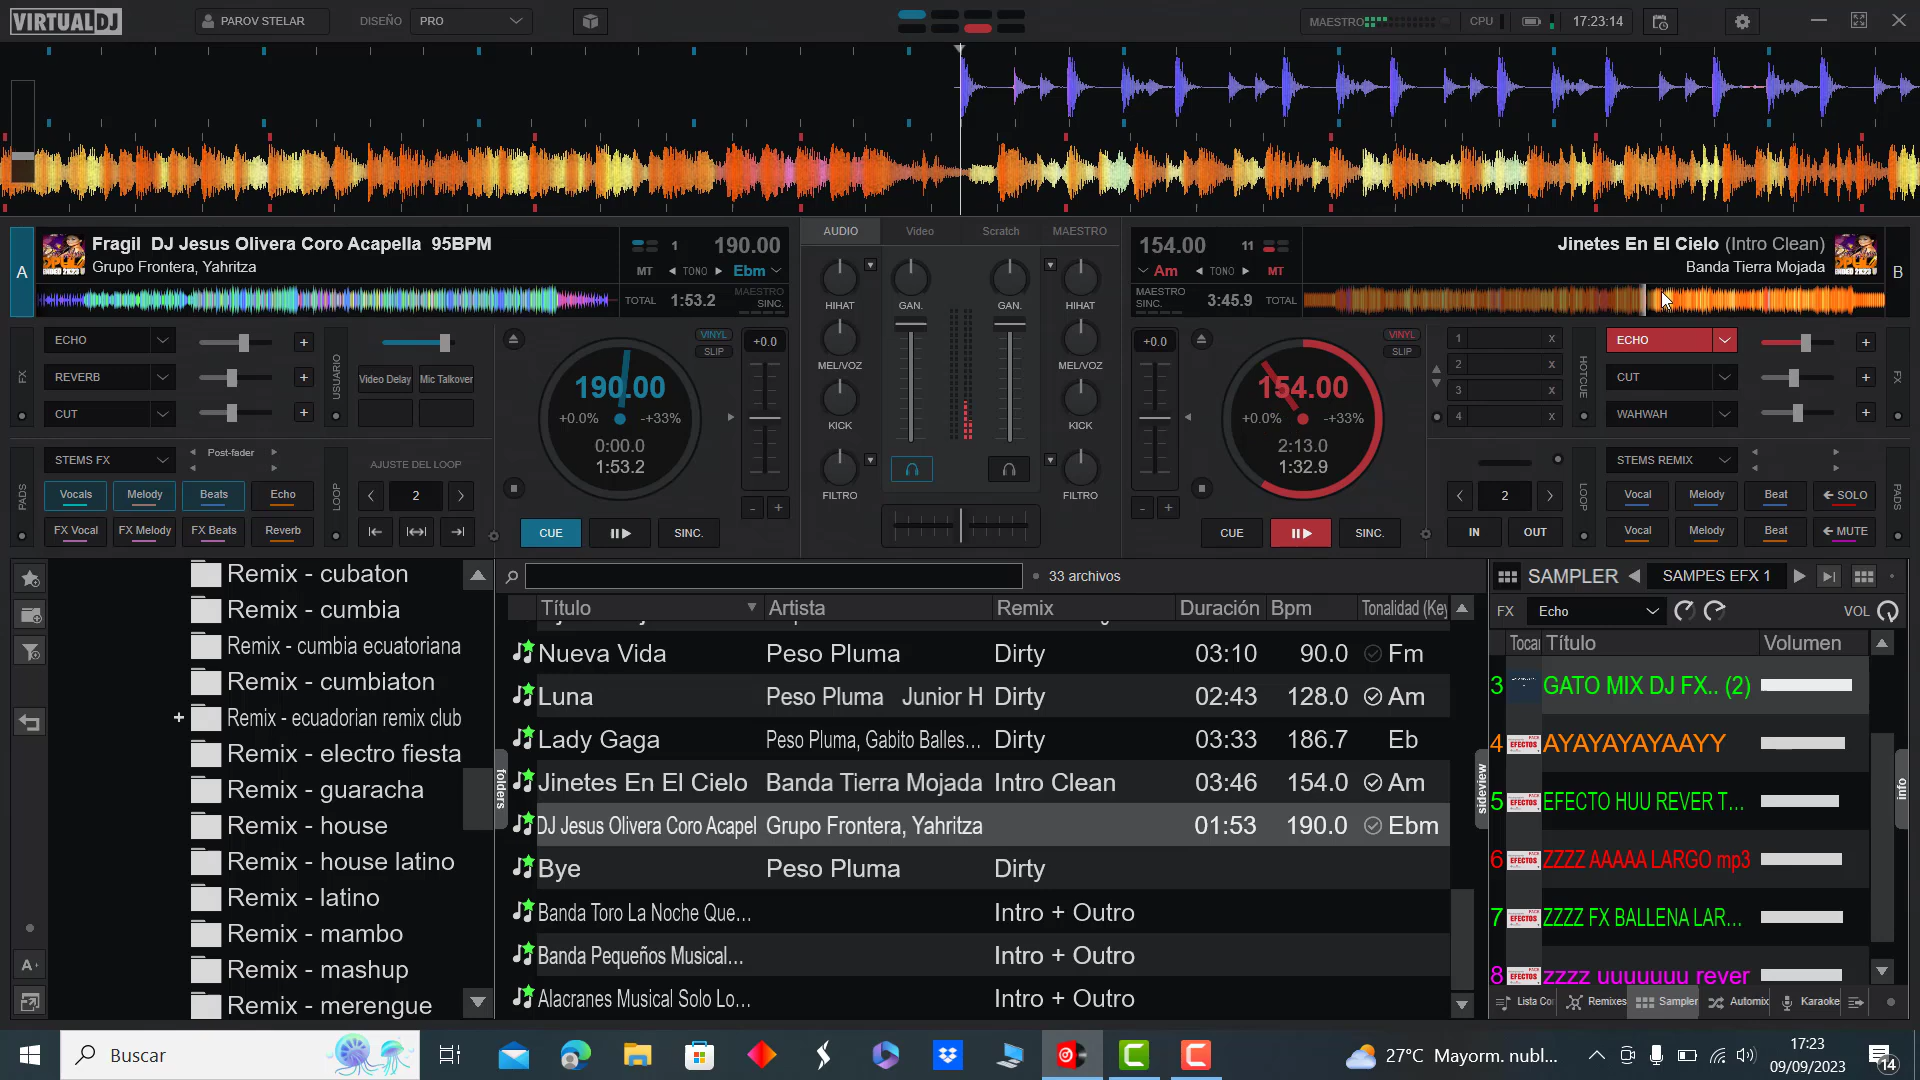 VIRTUALDJ
PAROV STELAR
DISEÑO
PRO
MAESTRO
CPU
17:23:14
A
Fragil DJ Jesus Olivera Coro Acapella 95BPM
Grupo Frontera, Yahritza
1
190.00
MT
TONO
Ebm
TOTAL
1:53.2
MAESTRO
SINC.
AUDIO
Video
Scratch
MAESTRO
HIHAT
GAN.
GAN.
HIHAT
MEL/VOZ
MEL/VOZ
KICK
KICK
FILTRO
FILTRO
154.00
11
Am
TONO
MT
MAESTRO
SINC.
3:45.9
TOTAL
Jinetes En El Cielo (Intro Clean)
Banda Tierra Mojada
B
FX
ECHO
REVERB
CUT
USUARIO
Video Delay
Mic Talkover
VINYL
SLIP
+0.0
190.00
+0.0%
+33%
0:00.0
1:53.2
PADS
STEMS FX
Post-fader
Vocals
Melody
Beats
Echo
FX Vocal
FX Melody
FX Beats
Reverb
LOOP
AJUSTE DEL LOOP
2
CUE
SINC.
+0.0
VINYL
SLIP
154.00
+0.0%
+33%
2:13.0
1:32.9
CUE
SINC.
1 x
2 x
3 x
4 x
HOTCUE
ECHO
CUT
WAHWAH
FX
2
IN
OUT
LOOP
STEMS REMIX
Vocal
Melody
Beat
SOLO
Vocal
Melody
Beat
MUTE
PADS
Remix - cubaton
Remix - cumbia
Remix - cumbia ecuatoriana
Remix - cumbiaton
+ Remix - ecuadorian remix club
Remix - electro fiesta
Remix - guaracha
Remix - house
Remix - house latino
Remix - latino
Remix - mambo
Remix - mashup
Remix - merengue
folders
33 archivos
Título Artista Remix Duración Bpm Tonalidad (Key
Nueva Vida Peso Pluma Dirty 03:10 90.0 Fm
Luna Peso Pluma Junior H Dirty 02:43 128.0 Am
Lady Gaga Peso Pluma, Gabito Balles... Dirty 03:33 186.7 Eb
Jinetes En El Cielo Banda Tierra Mojada Intro Clean 03:46 154.0 Am
DJ Jesus Olivera Coro Acapel Grupo Frontera, Yahritza 01:53 190.0 Ebm
Bye Peso Pluma Dirty
Banda Toro La Noche Que... Intro + Outro
Banda Pequeños Musical... Intro + Outro
Alacranes Musical Solo Lo... Intro + Outro
sideview
SAMPLER
SAMPES EFX 1
FX
Echo
VOL
Tocar Título Volumen
3 GATO MIX DJ FX.. (2)
4 EFECTOS AYAYAYAYAAYY
5 EFECTOS EFECTO HUU REVER T...
6 EFECTOS ZZZZ AAAAA LARGO mp3
7 EFECTOS ZZZZ FX BALLENA LAR...
8 EFECTOS zzzz uuuuuuu rever
info
Lista Co
Remixes
Sampler
Automix
Karaoke
Buscar
27°C Mayorm. nubl...
17:23
09/09/2023
14